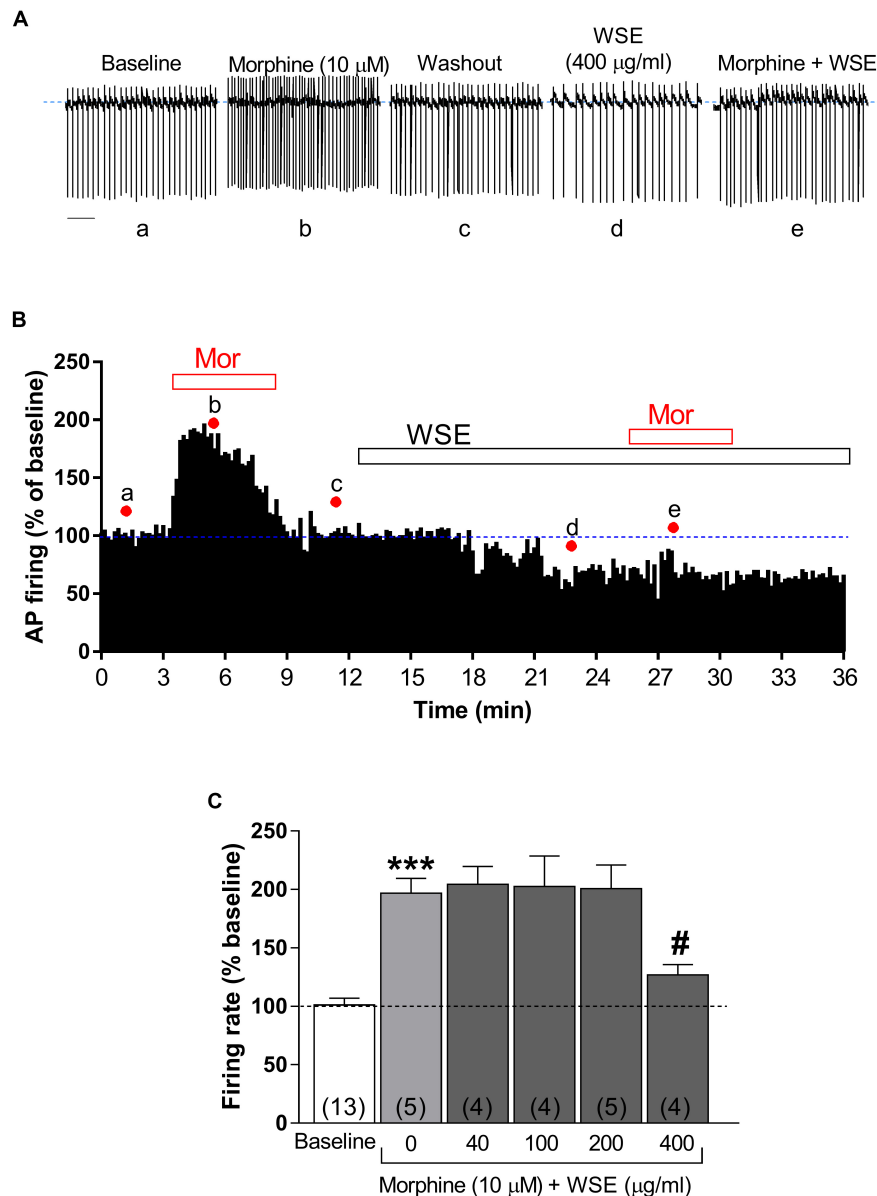 A
Baseline
Morphine (10 μM)
Washout
WSE
(400 μg/ml)
Morphine + WSE
a
b
c
d
e
B
AP firing (% of baseline)
250
200
150
100
50
0
Mor
WSE
Mor
a
b
c
d
e
0 3 6 9 12 15 18 21 24 27 30 33 36
Time (min)
C
Firing rate (% baseline)
250
200
150
100
50
0
***
#
(13) (5) (4) (4) (5) (4)
Baseline 0 40 100 200 400
Morphine (10 μM) + WSE (μg/ml)